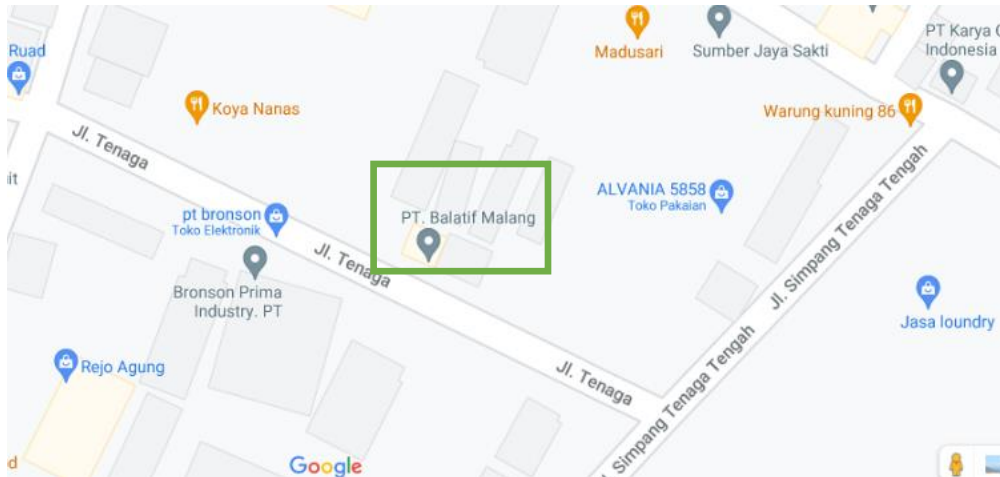 Madusari
Sumber Jaya Sakti
PT Karya
Indonesia
Ruad
Koya Nanas
Warung kuning 86
Jl. Tenaga
it
ALVANIA 5858
Toko Pakaian
PT. Balatif Malang
pt bronson
Toko Elektronik
Jl. Tenaga
Jl. Simpang Tenaga Tengah
Bronson Prima
Industry. PT
Jasa loundry
Rejo Agung
Jl. Tenaga
Simpang Tenaga Tengah
d
Google